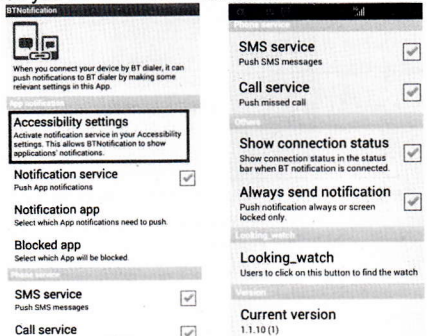 BTNotification
When you connect your device by BT dialer, it can
push notifications to BT dialer by making some
relevant settings in this App.
App notification
Accessibility settings
Activate notification service in your Accessibility
settings. This allows BTNotification to show
applications' notifications.
Notification service
Push App notifications
Notification app
Select which App notifications need to push.
Blocked app
Select which App will be blocked.
Phone service
SMS service
Push SMS messages
Call service
Phone service
SMS service
Push SMS messages
Call service
Push missed call
Others
Show connection status
Show connection status in the status
bar when BT notification is connected.
Always send notification
Push notification always or screen
locked only.
Looking_watch
Looking_watch
Users to click on this button to find the watch
Version
Current version
1.1.10 (1)